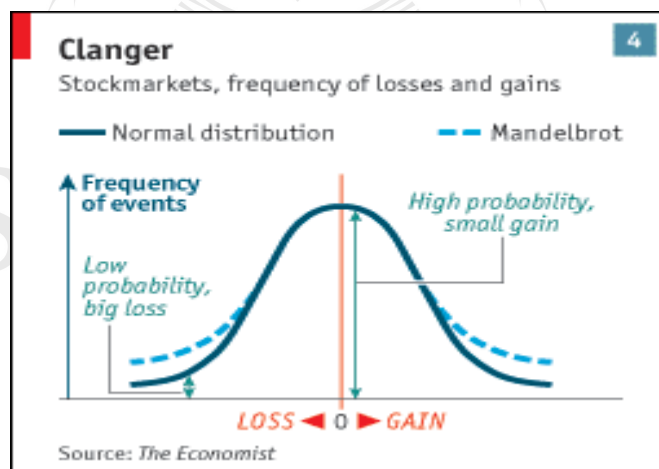 Clanger
4
Stockmarkets, frequency of losses and gains
Normal distribution
Mandelbrot
Frequency
of events
High probability,
small gain
Low
probability,
big loss
LOSS ◄ 0 ► GAIN
Source: The Economist